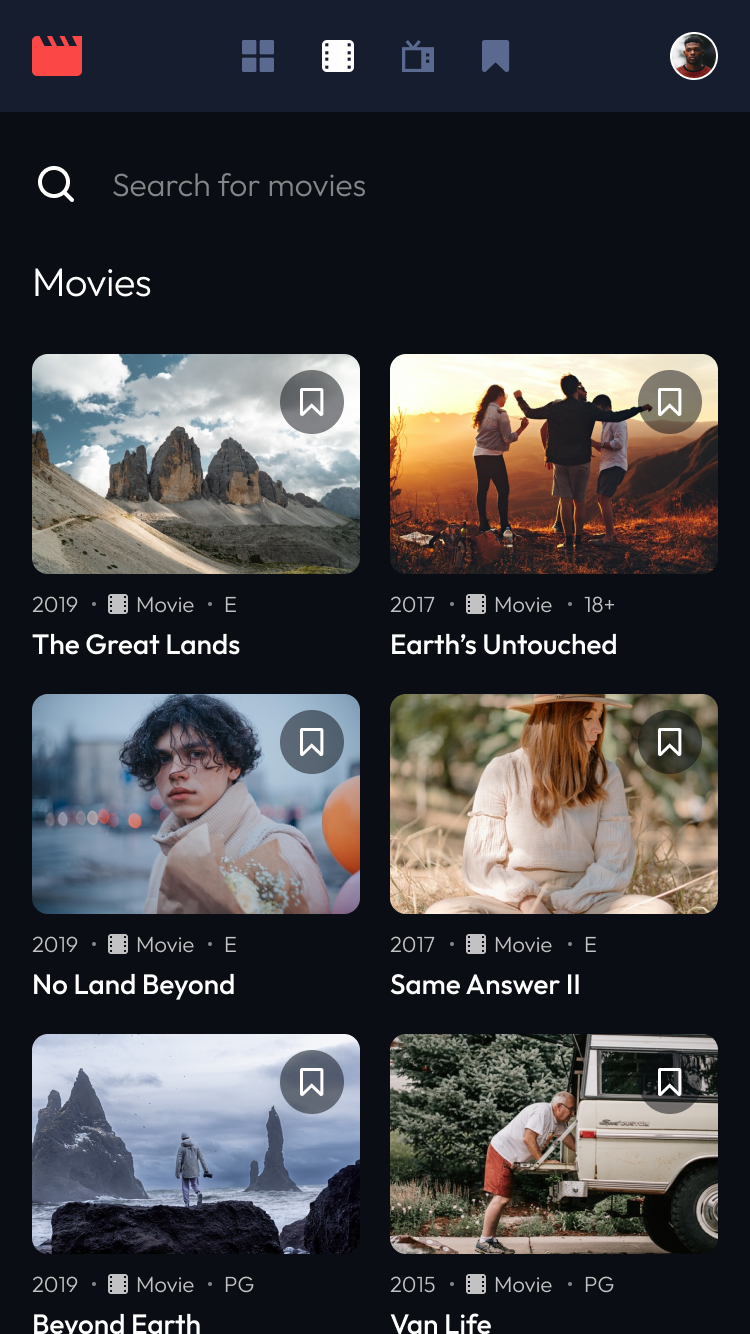 Search for movies
Movies
2019 · Movie · E
The Great Lands
2017 · Movie · 18+
Earth’s Untouched
2019 · Movie · E
No Land Beyond
2017 · Movie · E
Same Answer II
2019 · Movie · PG
Beyond Earth
2015 · Movie · PG
Van Life